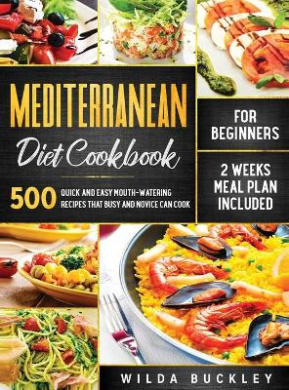 MEDITERRANEAN
Diet Cookbook
500
QUICK AND EASY MOUTH-WATERING
RECIPES THAT BUSY AND NOVICE CAN COOK
FOR
BEGINNERS
2 WEEKS
MEAL PLAN
INCLUDED
WILDA BUCKLEY